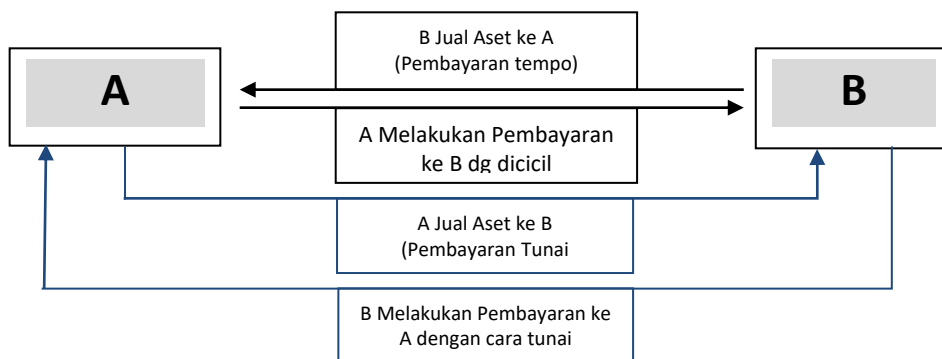 B Jual Aset ke A
(Pembayaran tempo)
A
B
A Melakukan Pembayaran
ke B dg dicicil
A Jual Aset ke B
(Pembayaran Tunai
B Melakukan Pembayaran ke
A dengan cara tunai